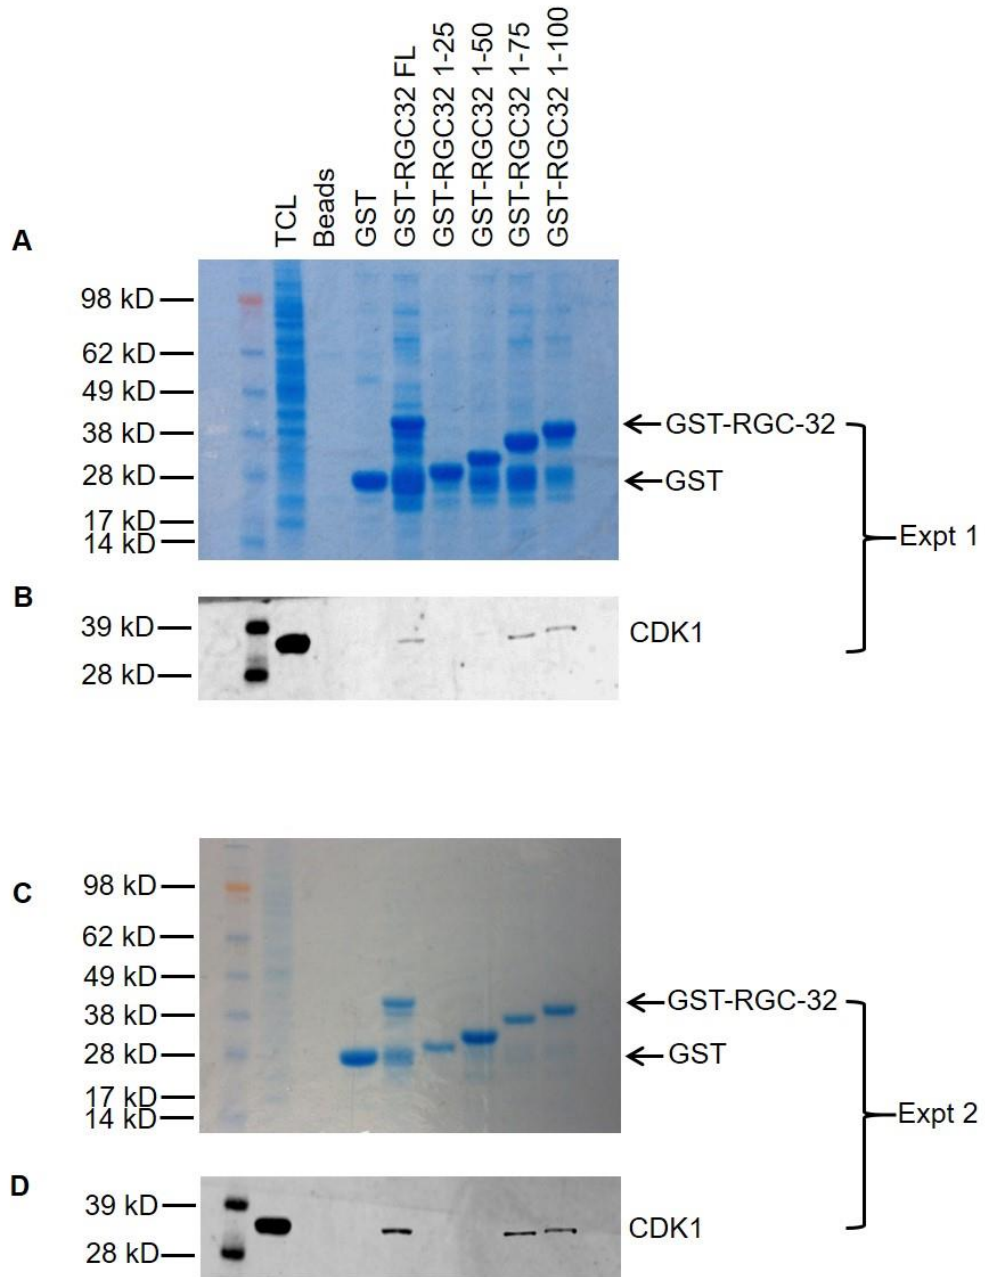 TCL
Beads
GST
GST-RGC32 FL
GST-RGC32 1-25
GST-RGC32 1-50
GST-RGC32 1-75
GST-RGC32 1-100
A
98 kD
62 kD
49 kD
38 kD
28 kD
17 kD
14 kD
GST-RGC-32
GST
Expt 1
B
39 kD
28 kD
CDK1
C
98 kD
62 kD
49 kD
38 kD
28 kD
17 kD
14 kD
GST-RGC-32
GST
Expt 2
D
39 kD
28 kD
CDK1